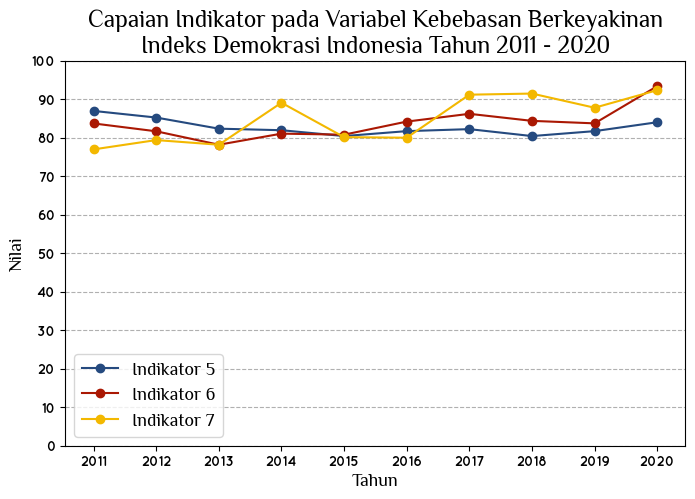 Capaian Indikator pada Variabel Kebebasan Berkeyakinan
Indeks Demokrasi Indonesia Tahun 2011 - 2020
100
90
80
70
60
50
40
30
20
10
0
Nilai
Indikator 5
Indikator 6
Indikator 7
2011 2012 2013 2014 2015 2016 2017 2018 2019 2020
Tahun